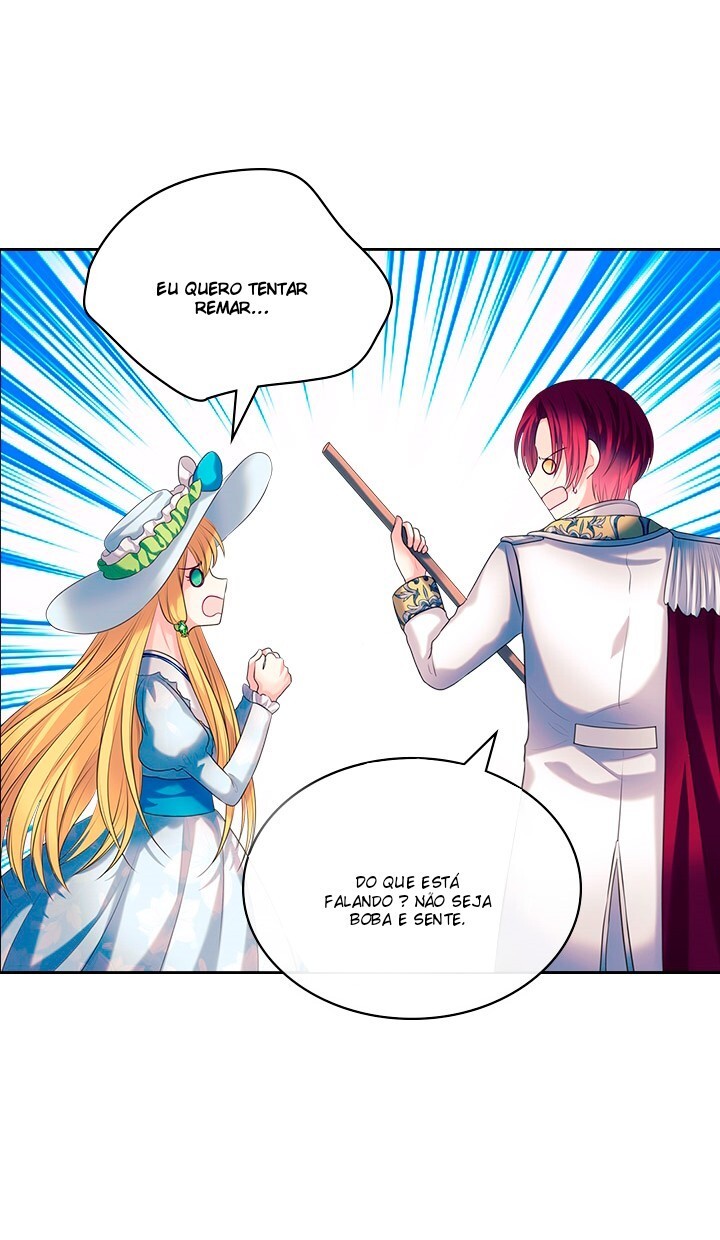 EU QUERO TENTAR
REMAR...
DO QUE ESTÁ
FALANDO ? NÃO SEJA
BOBA E SENTE.